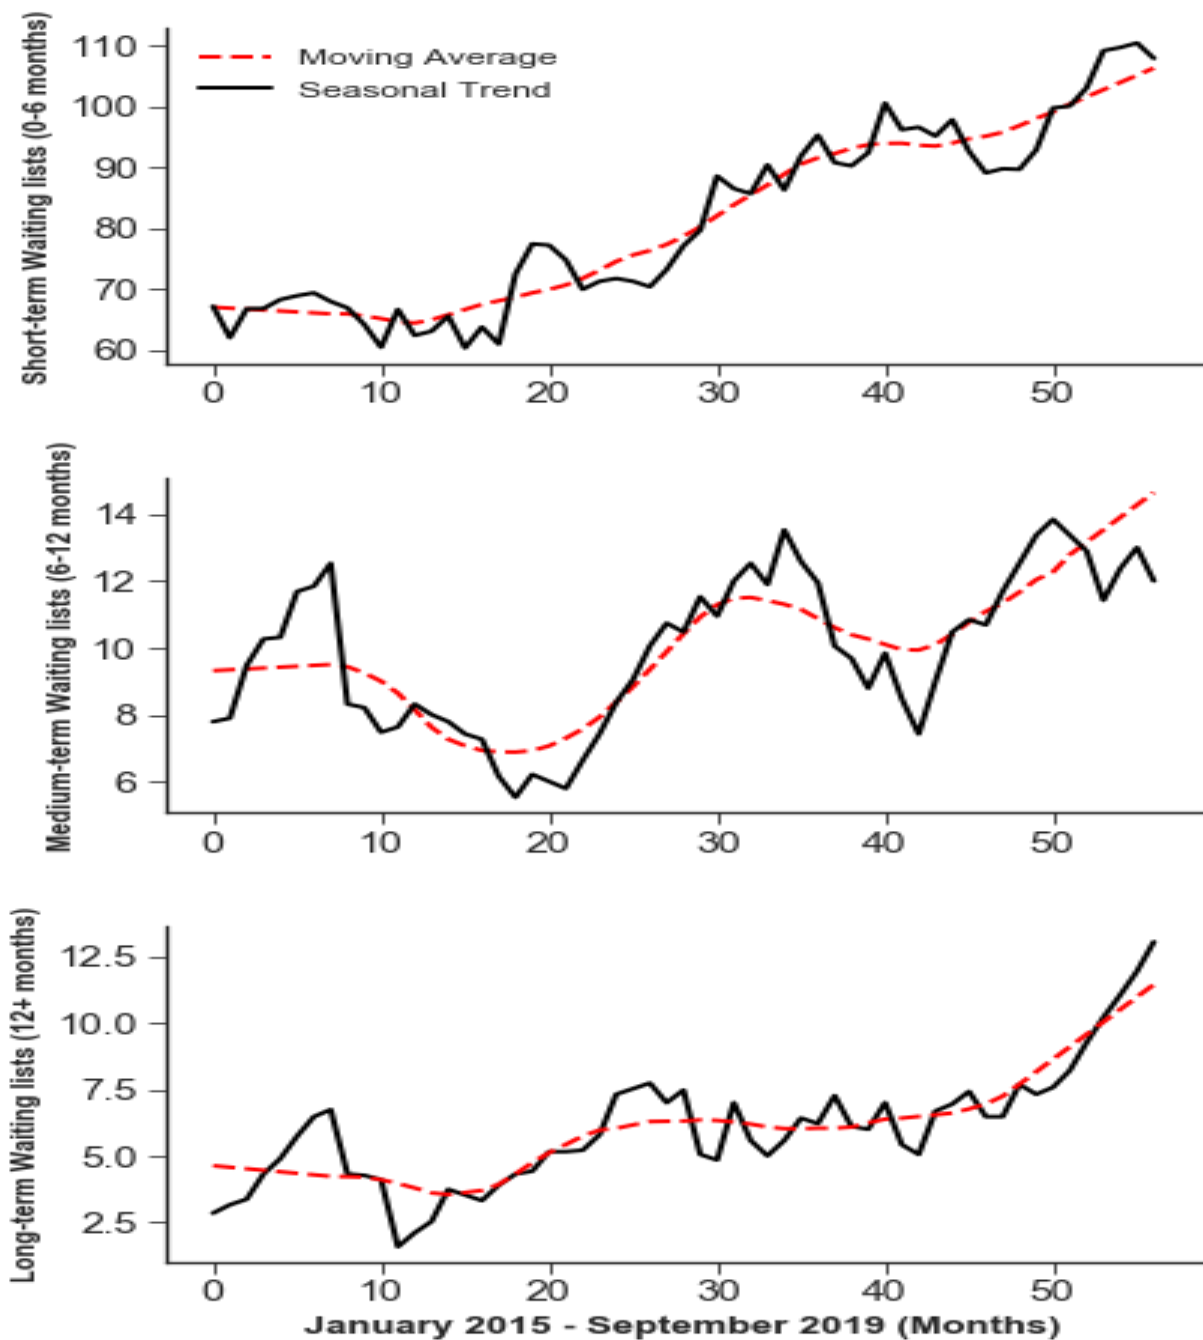 Short-term Waiting lists (0-6 months)
110
100
90
80
70
60
Moving Average
Seasonal Trend
0 10 20 30 40 50
Medium-term Waiting lists (6-12 months)
14
12
10
8
6
0 10 20 30 40 50
Long-term Waiting lists (12+ months)
12.5
10.0
7.5
5.0
2.5
0 10 20 30 40 50
January 2015 - September 2019 (Months)